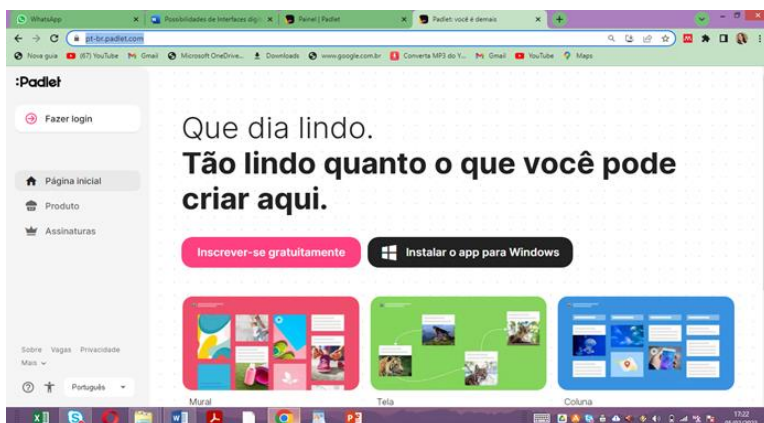 WhatsApp
Possibilidades de Interfaces digi
Painel | Padlet
Padlet: você é demais
pt-br.padlet.com
Nova guia
(67) YouTube
Gmail
Microsoft OneDrive...
Downloads
www.google.com.br
Converta MP3 do Y...
Gmail
YouTube
Maps
:Padlet
Fazer login
Página inicial
Produto
Assinaturas
Que dia lindo.
Tão lindo quanto o que você pode
criar aqui.
Inscrever-se gratuitamente
Instalar o app para Windows
Mural
Tela
Coluna
Sobre Vagas Privacidade
Mais
Português
17:22